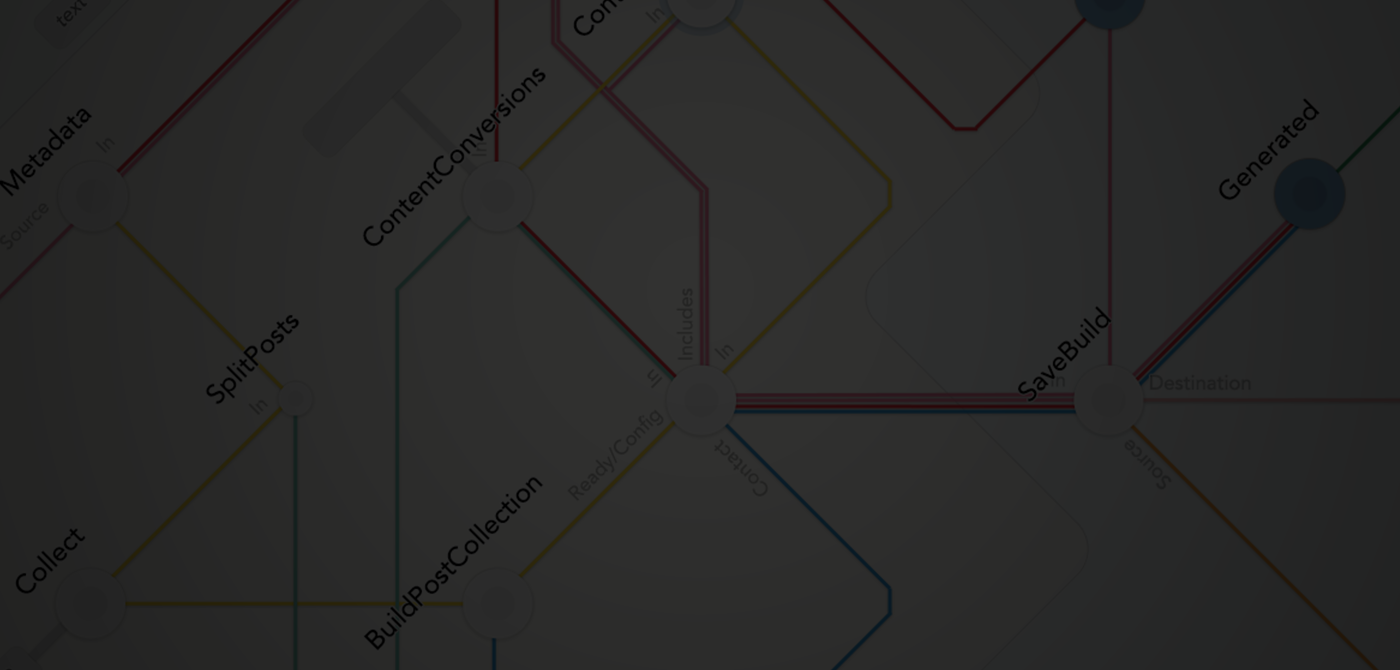 text
Con
In
ContentConversions
In
Metadata
In
Source
Generated
Includes
In
In
SplitPosts
In
SaveBuild
In
Destination
Source
Ready/Config
Contact
Collect
BuildPostCollection